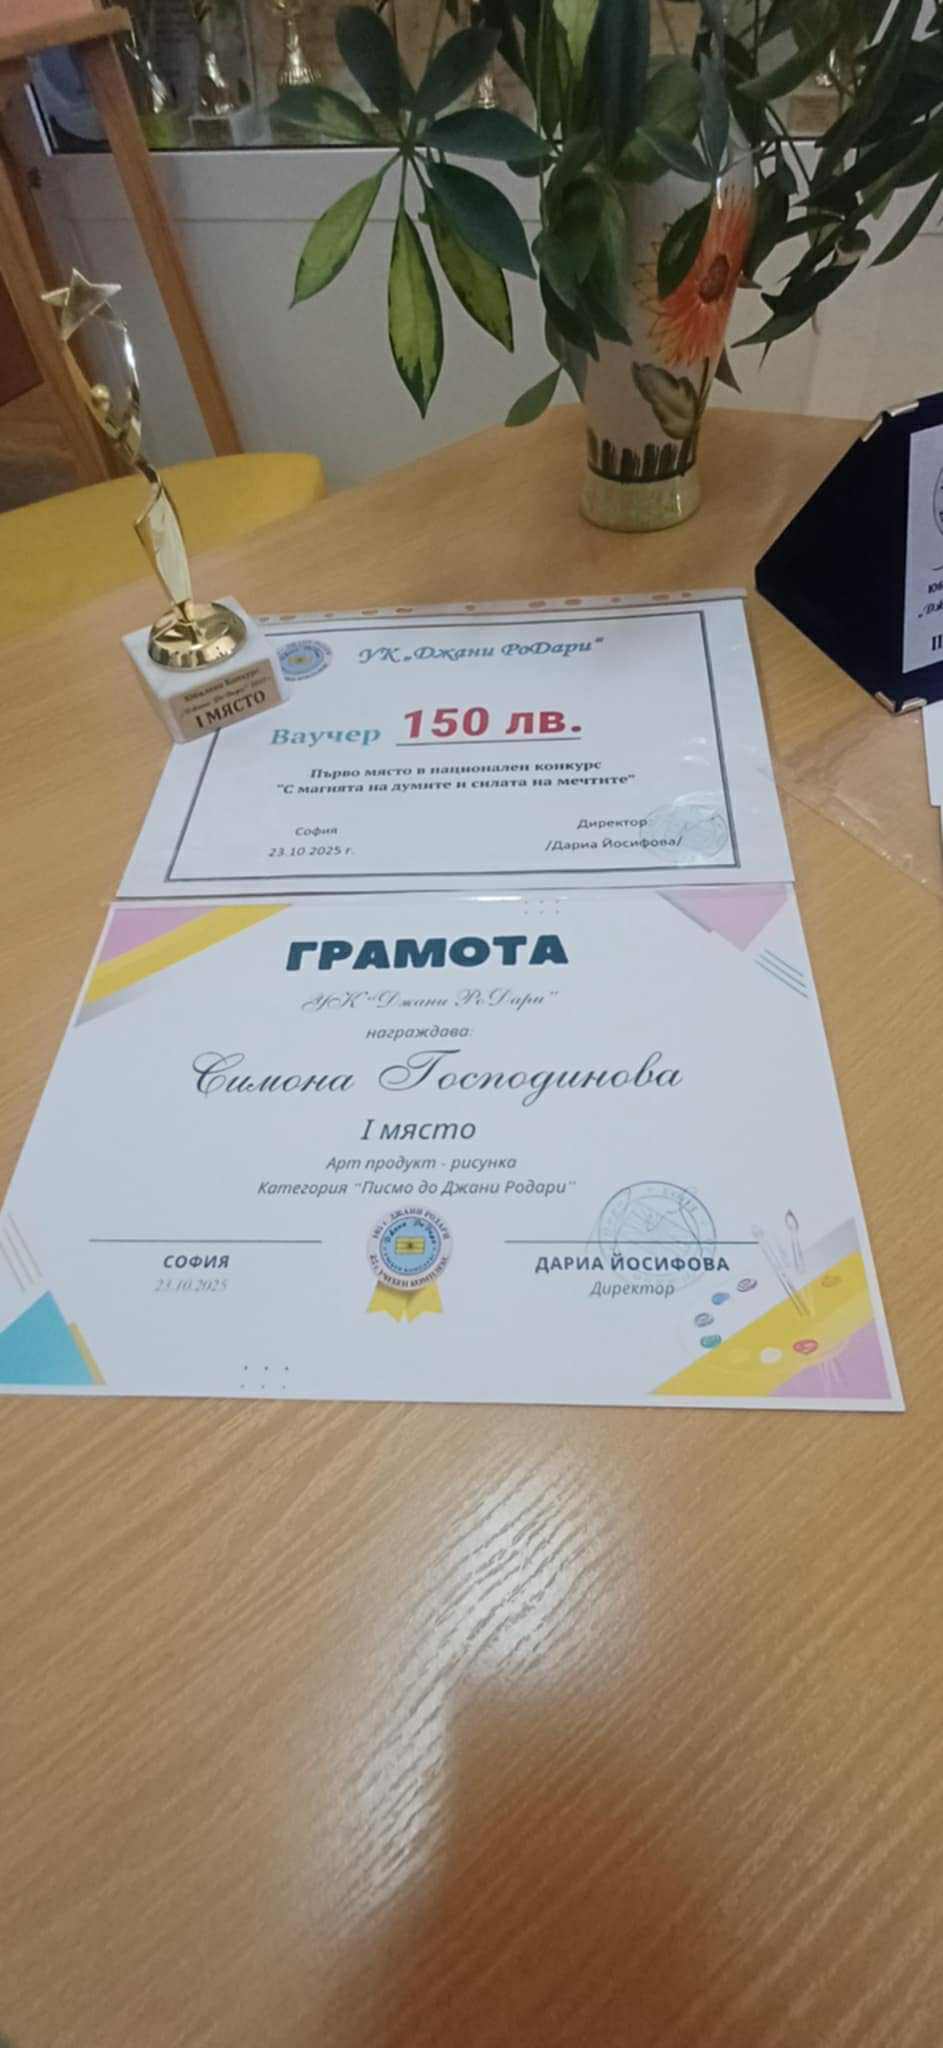 I МЯСТО
УК „Джани РоДари“
Ваучер 150 лв.
Първо място в национален конкурс
"С магията на думите и силата на мечтите"
София
23.10.2025 г.
Директор:
/Дариа Йосифова/
ГРАМОТА
УК "Джани РоДари"
награждава:
Симона Господинова
I място
Арт продукт - рисунка
Категория "Писмо до Джани Родари"
СОФИЯ
23.10.2025
ДАРИА ЙОСИФОВА
Директор